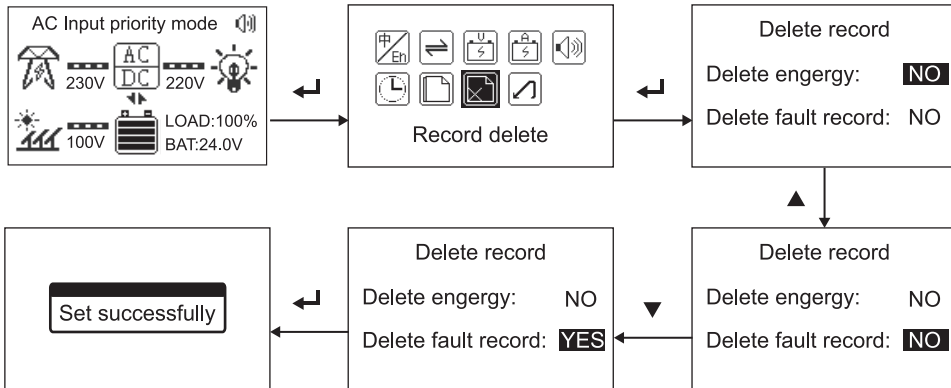 AC Input priority mode
AC
DC
230V
220V
100V
LOAD:100%
BAT:24.0V
中/En
U
A
Record delete
Delete record
Delete engergy: NO
Delete fault record: NO
Delete record
Delete engergy: NO
Delete fault record: NO
Delete record
Delete engergy: NO
Delete fault record: YES
Set successfully